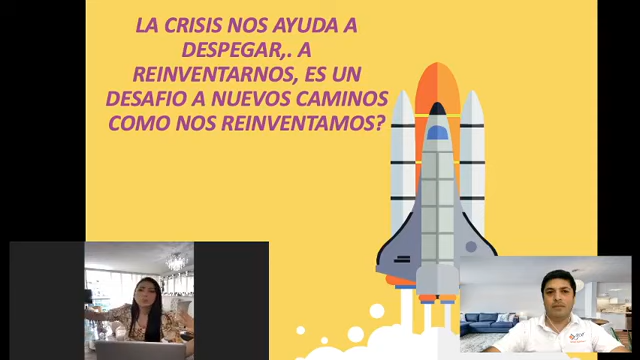 LA CRISIS NOS AYUDA A
DESPEGAR,. A
REINVENTARNOS, ES UN
DESAFIO A NUEVOS CAMINOS
COMO NOS REINVENTAMOS?